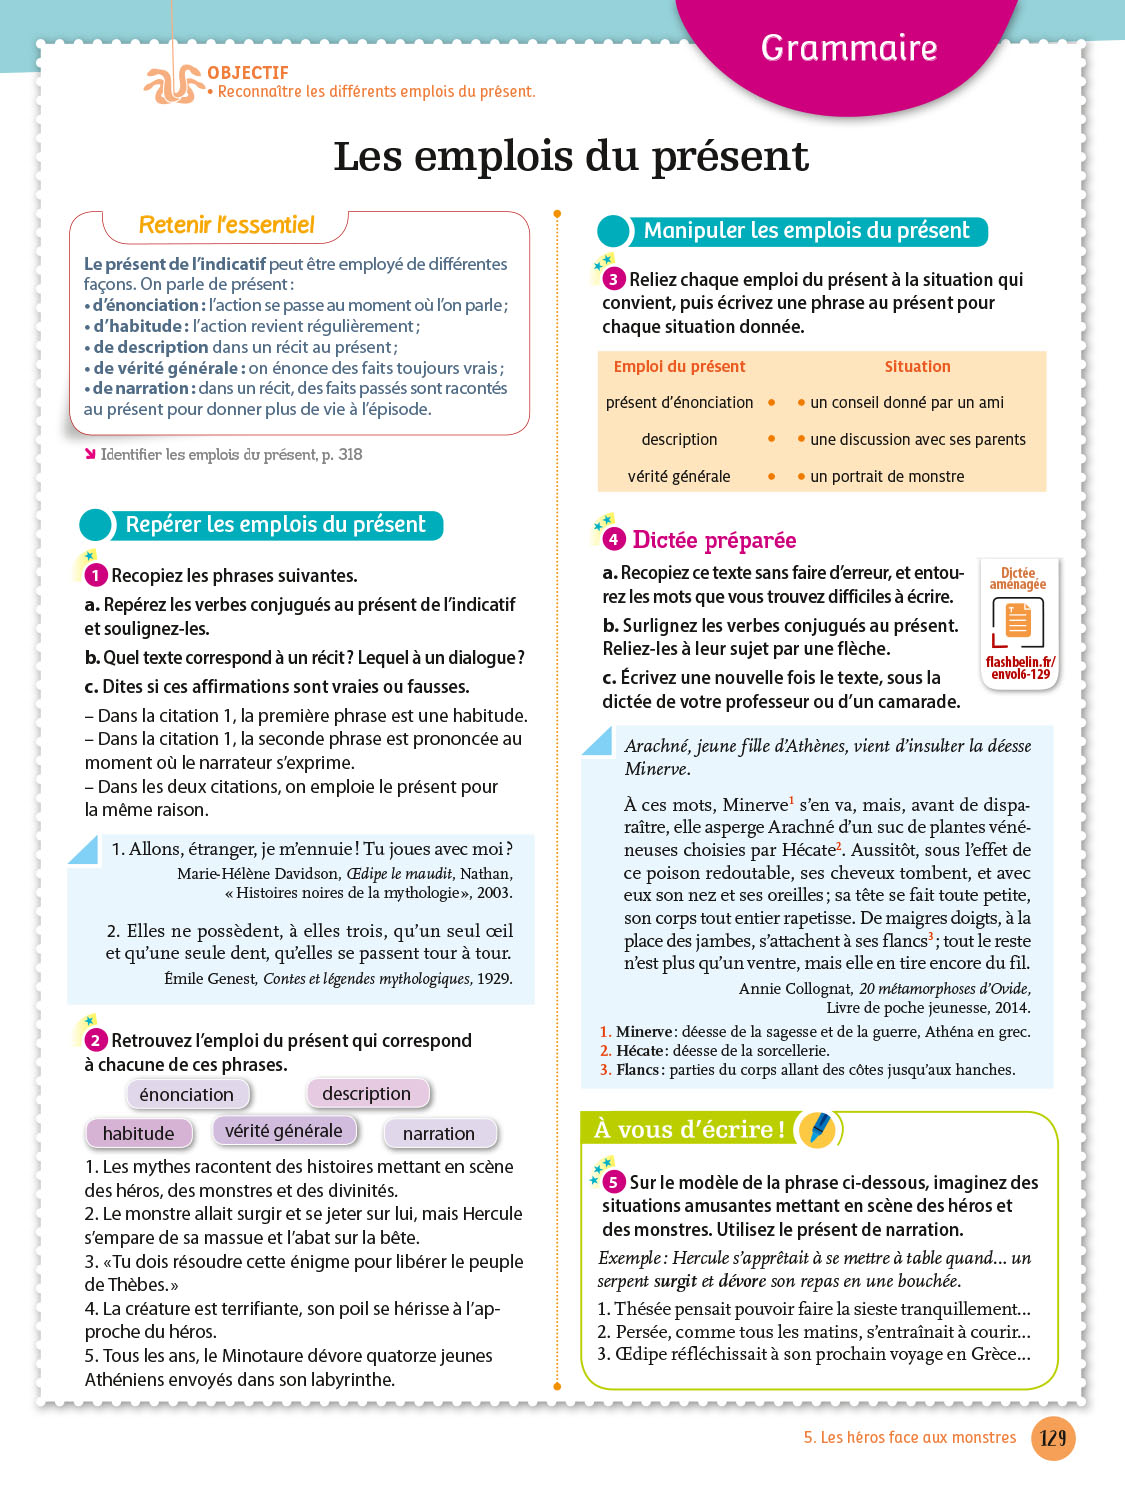 Grammaire
OBJECTIF
• Reconnaître les différents emplois du présent.
Les emplois du présent
Retenir l'essentiel
Le présent de l'indicatif peut être employé de différentes
façons. On parle de présent :
• d'énonciation : l'action se passe au moment où l'on parle ;
• d'habitude : l'action revient régulièrement ;
• de description dans un récit au présent ;
• de vérité générale : on énonce des faits toujours vrais ;
• de narration : dans un récit, des faits passés sont racontés
au présent pour donner plus de vie à l'épisode.
Identifier les emplois du présent, p. 318
Repérer les emplois du présent
1 Recopiez les phrases suivantes.
a. Repérez les verbes conjugués au présent de l'indicatif
et soulignez-les.
b. Quel texte correspond à un récit ? Lequel à un dialogue ?
c. Dites si ces affirmations sont vraies ou fausses.
– Dans la citation 1, la première phrase est une habitude.
– Dans la citation 1, la seconde phrase est prononcée au
moment où le narrateur s'exprime.
– Dans les deux citations, on emploie le présent pour
la même raison.
1. Allons, étranger, je m'ennuie ! Tu joues avec moi ?
Marie-Hélène Davidson, Œdipe le maudit, Nathan,
« Histoires noires de la mythologie », 2003.
2. Elles ne possèdent, à elles trois, qu'un seul œil
et qu'une seule dent, qu'elles se passent tour à tour.
Émile Genest, Contes et légendes mythologiques, 1929.
2 Retrouvez l'emploi du présent qui correspond
à chacune de ces phrases.
énonciation
description
habitude
vérité générale
narration
1. Les mythes racontent des histoires mettant en scène
des héros, des monstres et des divinités.
2. Le monstre allait surgir et se jeter sur lui, mais Hercule
s'empare de sa massue et l'abat sur la bête.
3. «Tu dois résoudre cette énigme pour libérer le peuple
de Thèbes.»
4. La créature est terrifiante, son poil se hérisse à l'ap-
proche du héros.
5. Tous les ans, le Minotaure dévore quatorze jeunes
Athéniens envoyés dans son labyrinthe.
Manipuler les emplois du présent
3 Reliez chaque emploi du présent à la situation qui
convient, puis écrivez une phrase au présent pour
chaque situation donnée.
Emploi du présent Situation
présent d'énonciation • • un conseil donné par un ami
description • • une discussion avec ses parents
vérité générale • • un portrait de monstre
4 Dictée préparée
a. Recopiez ce texte sans faire d'erreur, et entou-
rez les mots que vous trouvez difficiles à écrire.
b. Surlignez les verbes conjugués au présent.
Reliez-les à leur sujet par une flèche.
c. Écrivez une nouvelle fois le texte, sous la
dictée de votre professeur ou d'un camarade.
Dictée
aménagée
flashbelin.fr/
envol6-129
Arachné, jeune fille d'Athènes, vient d'insulter la déesse
Minerve.
À ces mots, Minerve1 s'en va, mais, avant de dispa-
raître, elle asperge Arachné d'un suc de plantes véné-
neuses choisies par Hécate2. Aussitôt, sous l'effet de
ce poison redoutable, ses cheveux tombent, et avec
eux son nez et ses oreilles ; sa tête se fait toute petite,
son corps tout entier rapetisse. De maigres doigts, à la
place des jambes, s'attachent à ses flancs3 ; tout le reste
n'est plus qu'un ventre, mais elle en tire encore du fil.
Annie Collognat, 20 métamorphoses d'Ovide,
Livre de poche jeunesse, 2014.
1. Minerve : déesse de la sagesse et de la guerre, Athéna en grec.
2. Hécate : déesse de la sorcellerie.
3. Flancs : parties du corps allant des côtes jusqu'aux hanches.
À vous d'écrire !
5 Sur le modèle de la phrase ci-dessous, imaginez des
situations amusantes mettant en scène des héros et
des monstres. Utilisez le présent de narration.
Exemple : Hercule s'apprêtait à se mettre à table quand... un
serpent surgit et dévore son repas en une bouchée.
1. Thésée pensait pouvoir faire la sieste tranquillement...
2. Persée, comme tous les matins, s'entraînait à courir...
3. Œdipe réfléchissait à son prochain voyage en Grèce...
5. Les héros face aux monstres 129